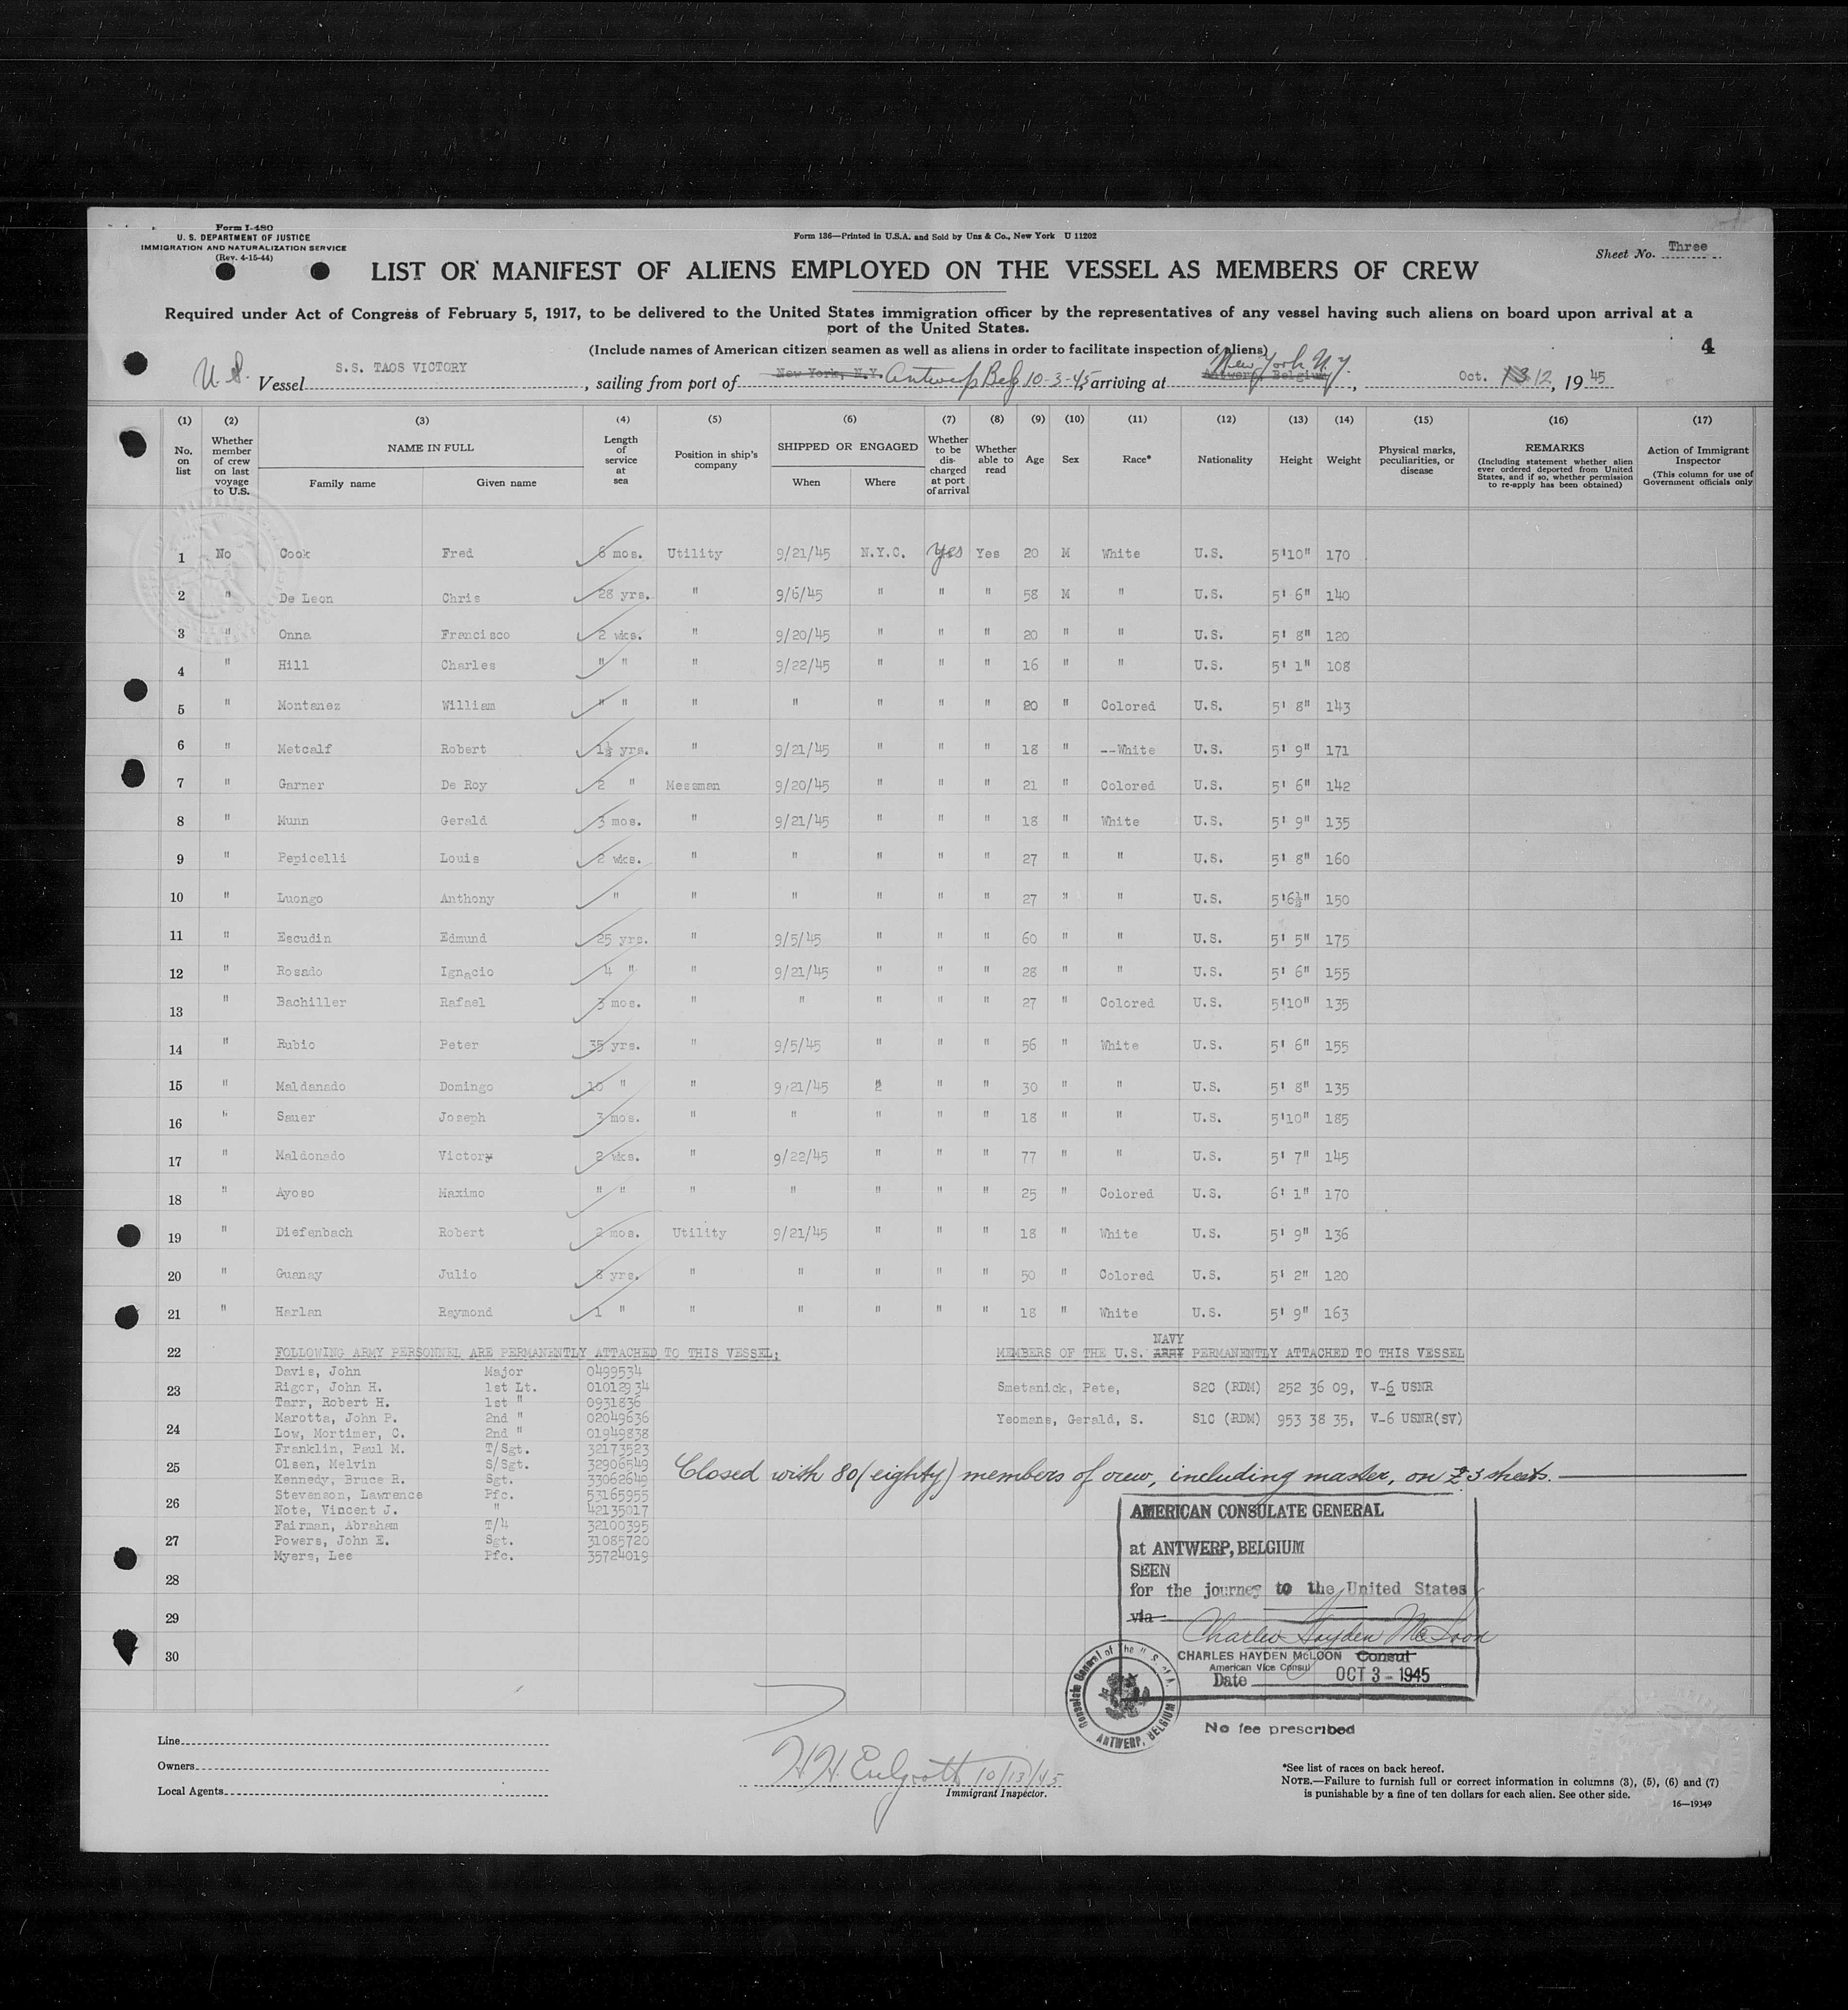 Form I-480
U. S. DEPARTMENT OF JUSTICE
IMMIGRATION AND NATURALIZATION SERVICE
(Rev. 4-15-44)
Form 136—Printed in U.S.A. and Sold by Unz & Co., New York U 11202
Sheet No. Three
LIST OR MANIFEST OF ALIENS EMPLOYED ON THE VESSEL AS MEMBERS OF CREW
Required under Act of Congress of February 5, 1917, to be delivered to the United States immigration officer by the representatives of any vessel having such aliens on board upon arrival at a
port of the United States.
(Include names of American citizen seamen as well as aliens in order to facilitate inspection of aliens)
4
U.S. Vessel S.S. TAOS VICTORY, sailing from port of New York, N.Y. Antwerp Belg 10-3-45 arriving at Antwerp, Belgium New York N.Y., Oct. 13 12, 1945
(1) (2) (3) (4) (5) (6) (7) (8) (9) (10) (11) (12) (13) (14) (15) (16) (17)
No. on list
Whether member of crew on last voyage to U.S.
NAME IN FULL
Family name Given name
Length of service at sea
Position in ship's company
SHIPPED OR ENGAGED
When Where
Whether to be discharged at port of arrival
Whether able to read
Age Sex Race* Nationality Height Weight
Physical marks, peculiarities, or disease
REMARKS
(Including statement whether alien ever ordered deported from United States, and if so, whether permission to re-apply has been obtained)
Action of Immigrant Inspector
(This column for use of Government officials only
1 No Cook Fred 6 mos. Utility 9/21/45 N.Y.C. Yes Yes 20 M White U.S. 5'10" 170
2 " De Leon Chris 28 yrs. " 9/6/45 " " " 58 M " U.S. 5' 6" 140
3 " Onna Francisco 2 wks. " 9/20/45 " " " 20 " " U.S. 5' 8" 120
4 " Hill Charles " " " 9/22/45 " " " 16 " " U.S. 5' 1" 108
5 " Montanez William " " " " " " " 20 " Colored U.S. 5' 8" 143
6 " Metcalf Robert 1½ yrs. " 9/21/45 " " " 18 " --White U.S. 5' 9" 171
7 " Garner De Roy 2 " Messman 9/20/45 " " " 21 " Colored U.S. 5' 6" 142
8 " Munn Gerald 3 mos. " 9/21/45 " " " 18 " White U.S. 5' 9" 135
9 " Pepicelli Louis 2 wks. " " " " " 27 " " U.S. 5' 8" 160
10 " Luongo Anthony " " " " " " 27 " " U.S. 5'6½" 150
11 " Escudin Edmund 25 yrs. " 9/5/45 " " " 60 " " U.S. 5' 5" 175
12 " Rosado Ignacio 4 " " 9/21/45 " " " 28 " " U.S. 5' 6" 155
13 " Bachiller Rafael 3 mos. " " " " " 27 " Colored U.S. 5'10" 135
14 " Rubio Peter 35 yrs. " 9/5/45 " " " 56 " White U.S. 5' 6" 155
15 " Maldanado Domingo 10 " " 9/21/45 2 " " 30 " " U.S. 5' 8" 135
16 " Sauer Joseph 3 mos. " " " " " 18 " " U.S. 5'10" 185
17 " Maldonado Victory 2 wks. " 9/22/45 " " " 77 " " U.S. 5' 7" 145
18 " Ayoso Maximo " " " " " " " 25 " Colored U.S. 6' 1" 170
19 " Diefenbach Robert 2 mos. Utility 9/21/45 " " " 18 " White U.S. 5' 9" 136
20 " Guanay Julio 8 yrs. " " " " " 50 " Colored U.S. 5' 2" 120
21 " Harlan Raymond 1 " " " " " " 18 " White U.S. 5' 9" 163
22 FOLLOWING ARMY PERSONNEL ARE PERMANENTLY ATTACHED TO THIS VESSEL;
Davis, John Major 0499534
23 Rigor, John H. 1st Lt. 01012934
Tarr, Robert H. 1st " 0931836
Marotta, John P. 2nd " 02049636
24 Low, Mortimer, C. 2nd " 01949838
Franklin, Paul M. T/Sgt. 32173523
25 Olsen, Melvin S/Sgt. 32906549
Kennedy, Bruce R. Sgt. 33062649
Stevenson, Lawrence Pfc. 53165955
26 Note, Vincent J. " 42135017
Fairman, Abraham T/4 32100395
27 Powers, John E. Sgt. 31085720
Myers, Lee Pfc. 35724019
28
29
30
NAVY
MEMBERS OF THE U.S. ARMY PERMANENTLY ATTACHED TO THIS VESSEL
Smetanick, Pete, S2C (RDM) 252 36 09, V-6 USNR
Yeomans, Gerald, S. S1C (RDM) 953 38 35, V-6 USNR(SV)
Closed with 80 (eighty) members of crew, including master, on 3 sheets.
AMERICAN CONSULATE GENERAL
at ANTWERP, BELGIUM
SEEN
for the journey to the United States
via
Charles Hayden McLoon
CHARLES HAYDEN McLOON Consul
American Vice Consul
Date OCT 3 - 1945
Consulate General of the U.S. of A.
ANTWERP, BELGIUM
No fee prescribed
Line
Owners
Local Agents
10/13/45
Immigrant Inspector.
*See list of races on back hereof.
NOTE.—Failure to furnish full or correct information in columns (3), (5), (6) and (7)
is punishable by a fine of ten dollars for each alien. See other side.
16—19349